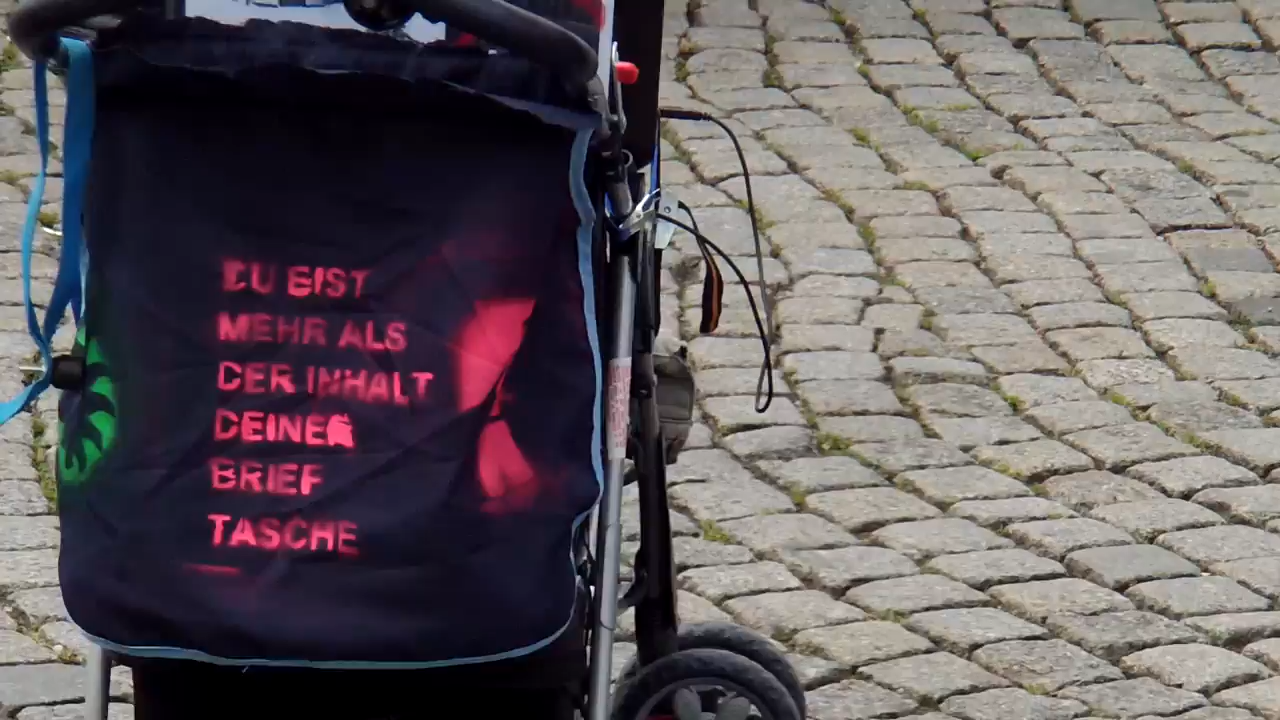 DU BIST
MEHR ALS
DER INHALT
DEINER
BRIEF
TASCHE